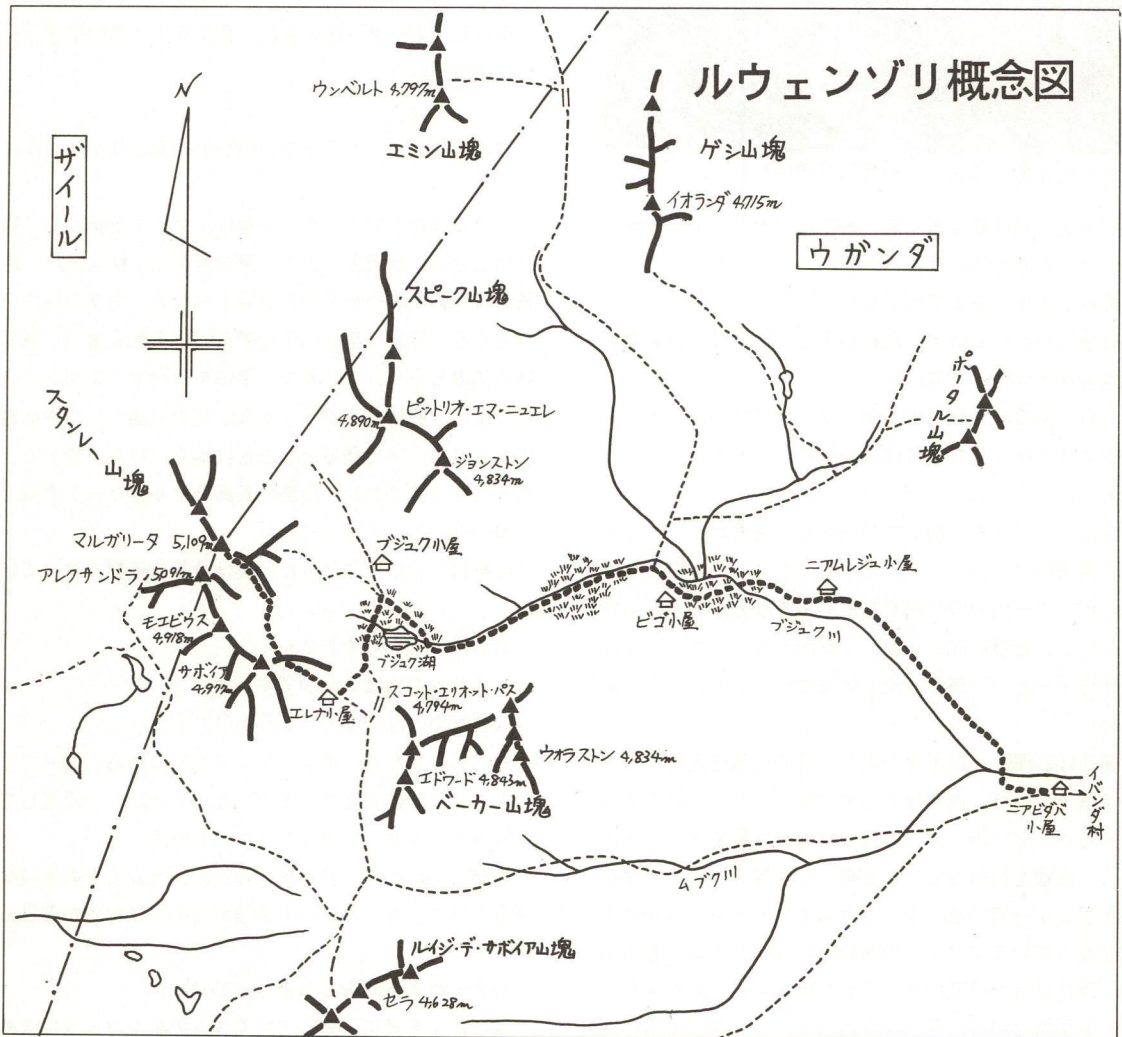 ルウェンゾリ概念図
N
ザイール
ウンベルト 4,797m
エミン山塊
ゲシ山塊
イオランダ 4,715m
ウガンダ
スピーク山塊
ピットリオ・エマ・ニュエレ
4,890m
ジョンストン
4,834m
ポータル山塊
スタンレー山塊
マルガリータ 5,109m
アレクサンドラ 5,091m
モエビウス
4,918m
サボイア
4,977m
エレナ小屋
ブジュク小屋
ブジュク湖
ビゴ小屋
ニアムレジュ小屋
ブジュク川
スコット・エリオット・パス
4,794m
ウオラストン 4,834m
エドワード 4,843m
ベーカー山塊
ニアビタバ
小屋
イバンダ村
ムブク川
ルイジ・デ・サボイア山塊
セラ 4,628m